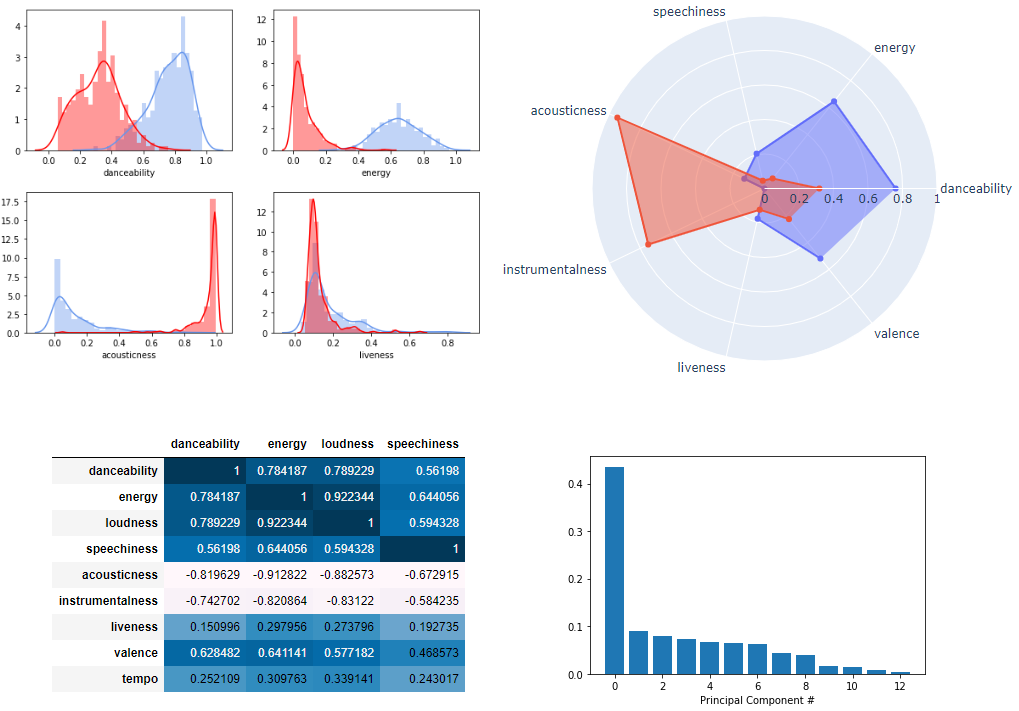 4
3
2
1
0
0.0 0.2 0.4 0.6 0.8 1.0
danceability
12
10
8
6
4
2
0
0.0 0.2 0.4 0.6 0.8 1.0
energy
17.5
15.0
12.5
10.0
7.5
5.0
2.5
0.0
0.0 0.2 0.4 0.6 0.8 1.0
acousticness
12
10
8
6
4
2
0
0.0 0.2 0.4 0.6 0.8
liveness
speechiness
energy
acousticness
danceability
0 0.2 0.4 0.6 0.8 1
instrumentalness
valence
liveness
danceability energy loudness speechiness
danceability 1 0.784187 0.789229 0.56198
energy 0.784187 1 0.922344 0.644056
loudness 0.789229 0.922344 1 0.594328
speechiness 0.56198 0.644056 0.594328 1
acousticness -0.819629 -0.912822 -0.882573 -0.672915
instrumentalness -0.742702 -0.820864 -0.83122 -0.584235
liveness 0.150996 0.297956 0.273796 0.192735
valence 0.628482 0.641141 0.577182 0.468573
tempo 0.252109 0.309763 0.339141 0.243017
0.4
0.3
0.2
0.1
0.0
0 2 4 6 8 10 12
Principal Component #